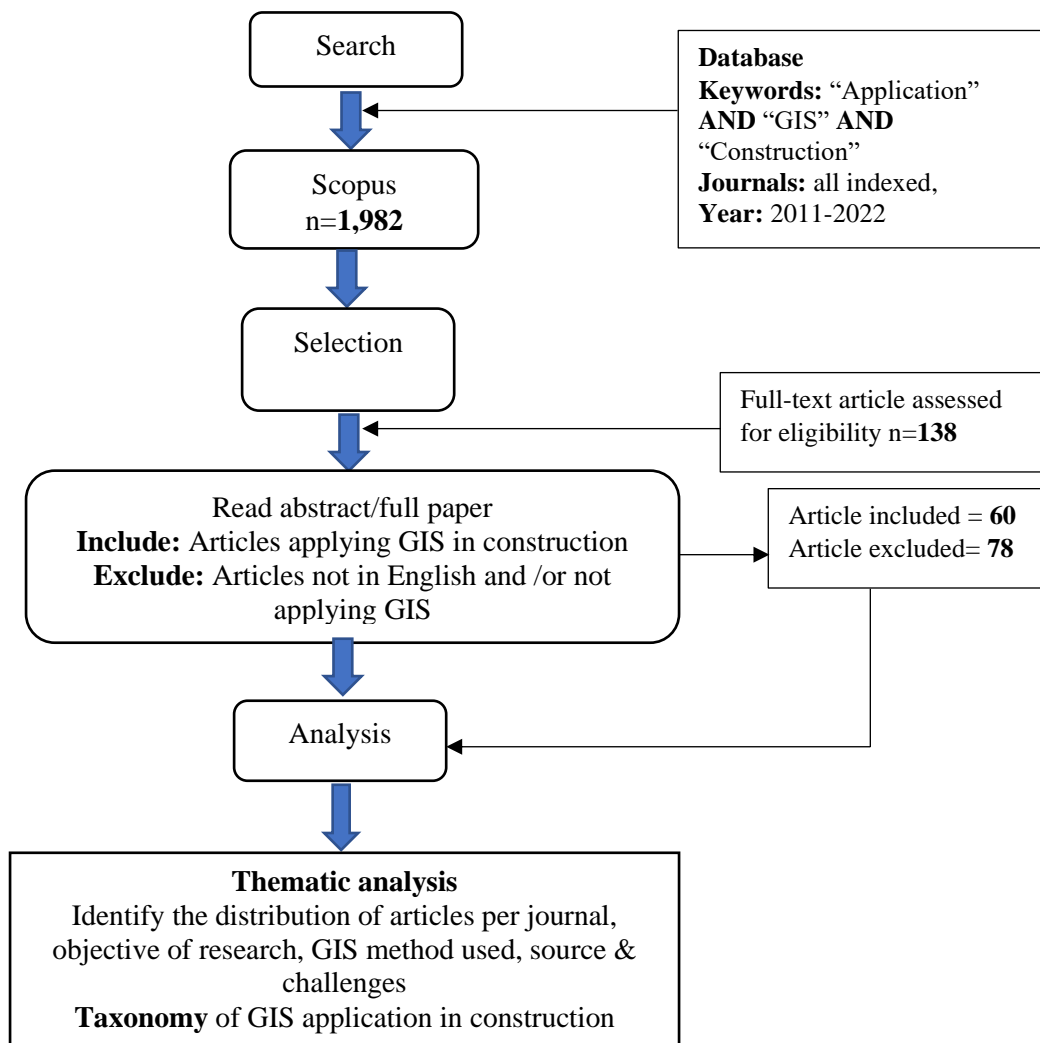 Search
Database
Keywords: “Application”
AND “GIS” AND
“Construction”
Journals: all indexed,
Year: 2011-2022
Scopus
n=1,982
Selection
Full-text article assessed
for eligibility n=138
Read abstract/full paper
Include: Articles applying GIS in construction
Exclude: Articles not in English and /or not
applying GIS
Article included = 60
Article excluded= 78
Analysis
Thematic analysis
Identify the distribution of articles per journal,
objective of research, GIS method used, source &
challenges
Taxonomy of GIS application in construction